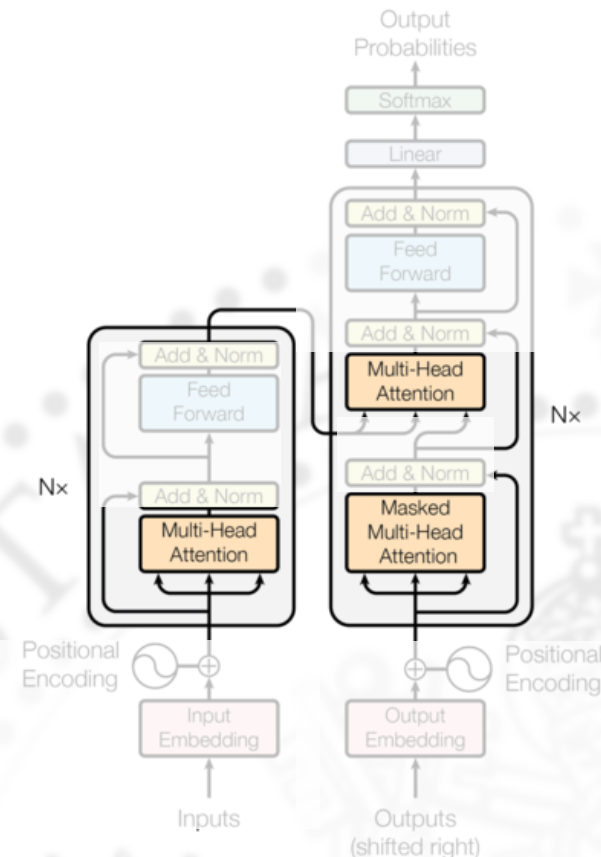 Output
Probabilities
Softmax
Linear
Add & Norm
Feed
Forward
Add & Norm
Multi-Head
Attention
Nx
Add & Norm
Masked
Multi-Head
Attention
Add & Norm
Feed
Forward
Nx
Add & Norm
Multi-Head
Attention
Positional
Encoding
Positional
Encoding
Input
Embedding
Output
Embedding
Inputs
Outputs
(shifted right)